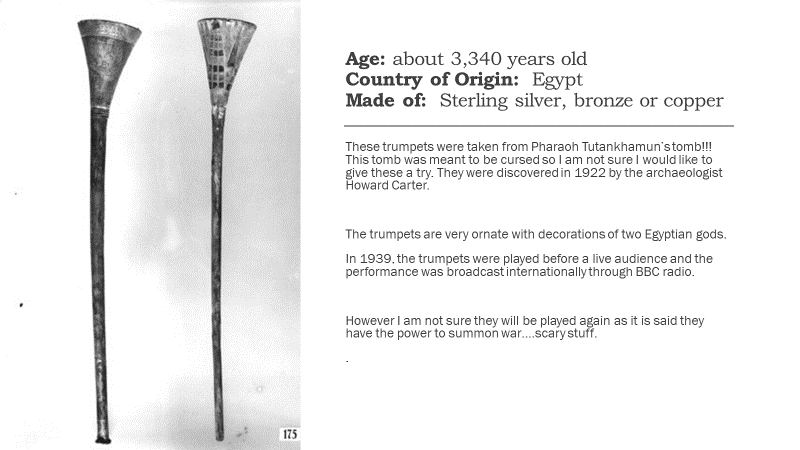 Age: about 3,340 years old
Country of Origin: Egypt
Made of: Sterling silver, bronze or copper
These trumpets were taken from Pharaoh Tutankhamun's tomb!!!
This tomb was meant to be cursed so I am not sure I would like to
give these a try. They were discovered in 1922 by the archaeologist
Howard Carter.
The trumpets are very ornate with decorations of two Egyptian gods.
In 1939, the trumpets were played before a live audience and the
performance was broadcast internationally through BBC radio.
However I am not sure they will be played again as it is said they
have the power to summon war....scary stuff.
.
175